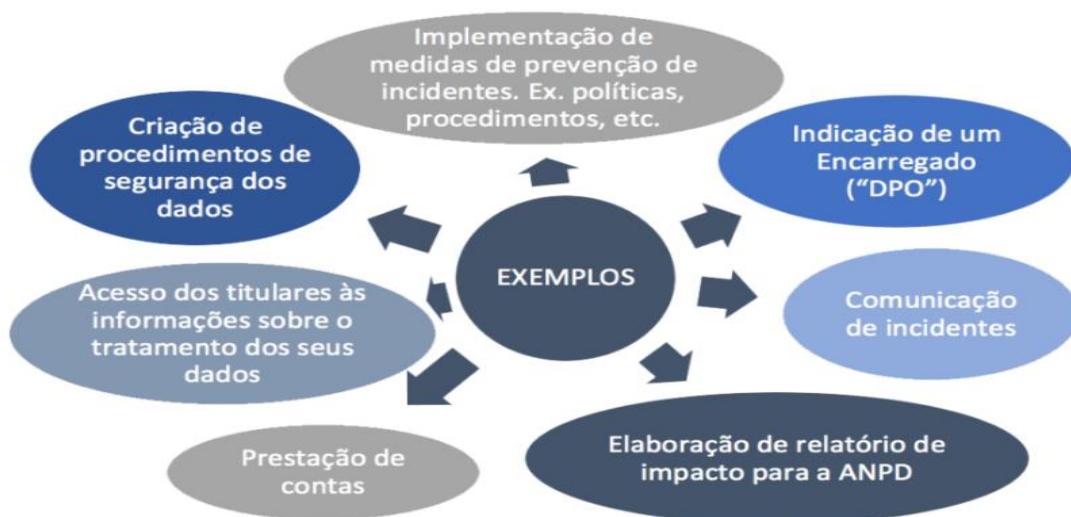 Implementação de
medidas de prevenção de
incidentes. Ex. políticas,
procedimentos, etc.
Criação de
procedimentos de
segurança dos
dados
Indicação de um
Encarregado
(“DPO”)
EXEMPLOS
Acesso dos titulares às
informações sobre o
tratamento dos seus
dados
Comunicação
de incidentes
Prestação de
contas
Elaboração de relatório de
impacto para a ANPD